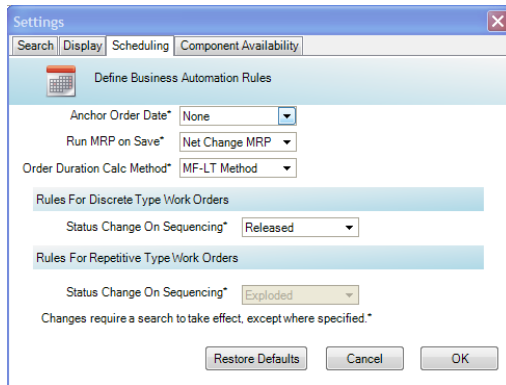 Settings
Search Display Scheduling Component Availability
Define Business Automation Rules
Anchor Order Date* None
Run MRP on Save* Net Change MRP
Order Duration Calc Method* MF-LT Method
Rules For Discrete Type Work Orders
Status Change On Sequencing* Released
Rules For Repetitive Type Work Orders
Status Change On Sequencing* Exploded
Changes require a search to take effect, except where specified.*
Restore Defaults Cancel OK